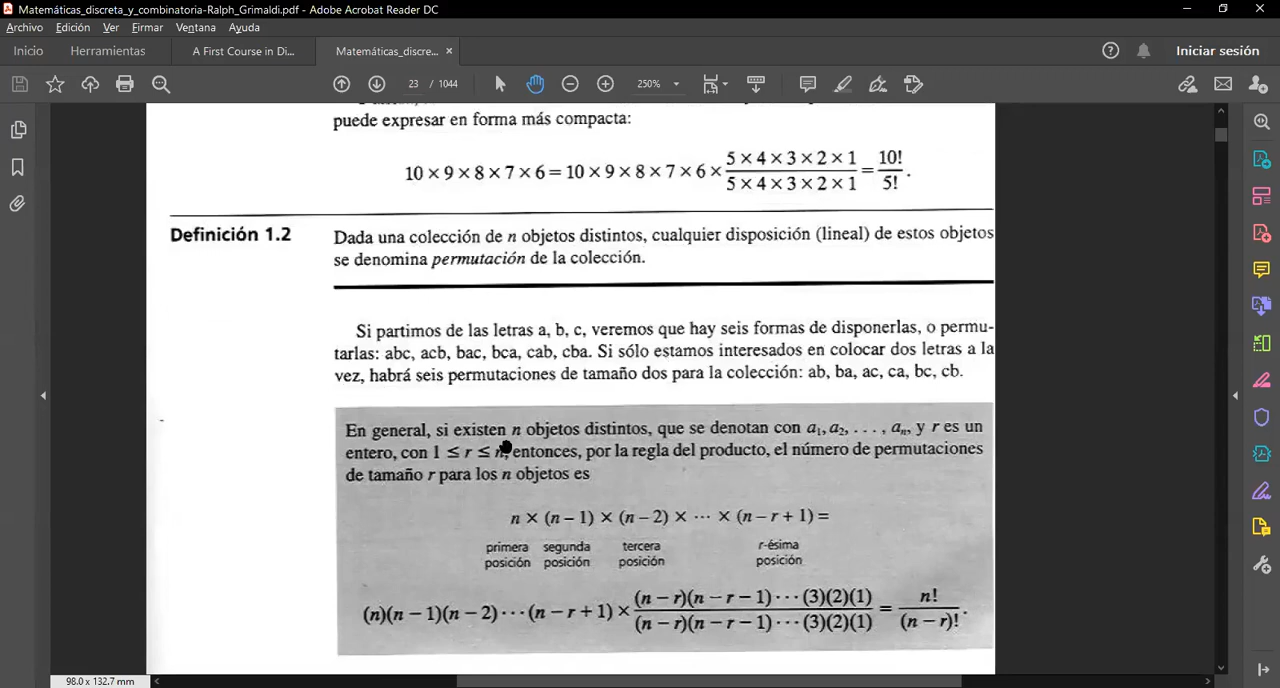 Matemáticas_discreta_y_combinatoria-Ralph_Grimaldi.pdf - Adobe Acrobat Reader DC
Archivo Edición Ver Firmar Ventana Ayuda
Inicio Herramientas A First Course in Di... Matemáticas_discre... × Iniciar sesión
23 / 1044 250%
puede expresar en forma más compacta:
10 × 9 × 8 × 7 × 6 = 10 × 9 × 8 × 7 × 6 × (5 × 4 × 3 × 2 × 1)/(5 × 4 × 3 × 2 × 1) = 10!/5! .
Definición 1.2 Dada una colección de n objetos distintos, cualquier disposición (lineal) de estos objetos
se denomina permutación de la colección.
Si partimos de las letras a, b, c, veremos que hay seis formas de disponerlas, o permu-
tarlas: abc, acb, bac, bca, cab, cba. Si sólo estamos interesados en colocar dos letras a la
vez, habrá seis permutaciones de tamaño dos para la colección: ab, ba, ac, ca, bc, cb.
En general, si existen n objetos distintos, que se denotan con a₁, a₂, . . . , aₙ, y r es un
entero, con 1 ≤ r ≤ n, entonces, por la regla del producto, el número de permutaciones
de tamaño r para los n objetos es
n × (n – 1) × (n – 2) × ··· × (n – r + 1) =
primera segunda tercera r-ésima
posición posición posición posición
(n)(n – 1)(n – 2) ··· (n – r + 1) × (n – r)(n – r – 1) ··· (3)(2)(1)/(n – r)(n – r – 1) ··· (3)(2)(1) = n!/(n – r)! .
98.0 x 132.7 mm